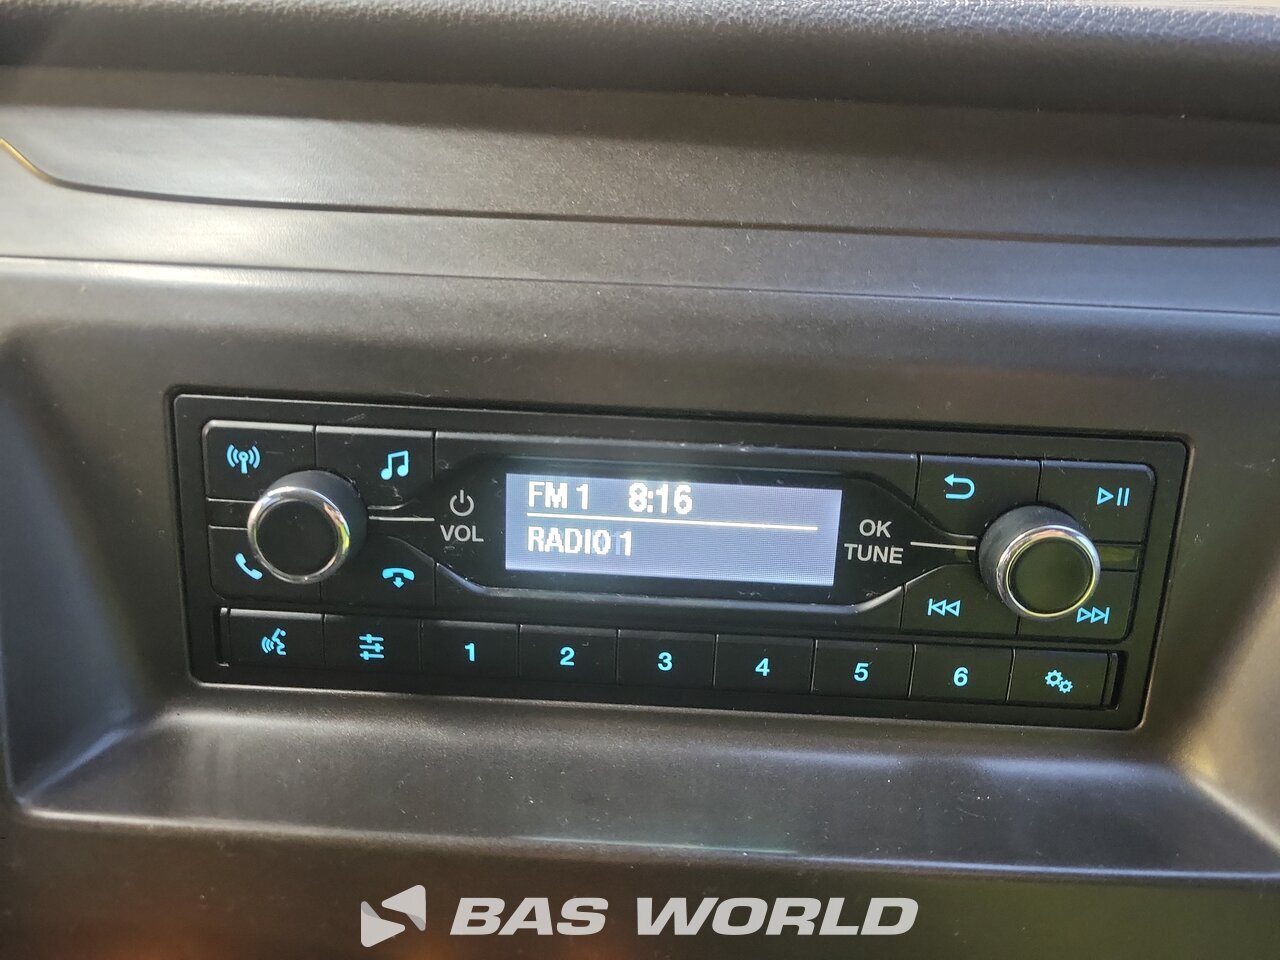 FM 1 8:16
RADIO 1
VOL
OK
TUNE
1 2 3 4 5 6
BAS WORLD